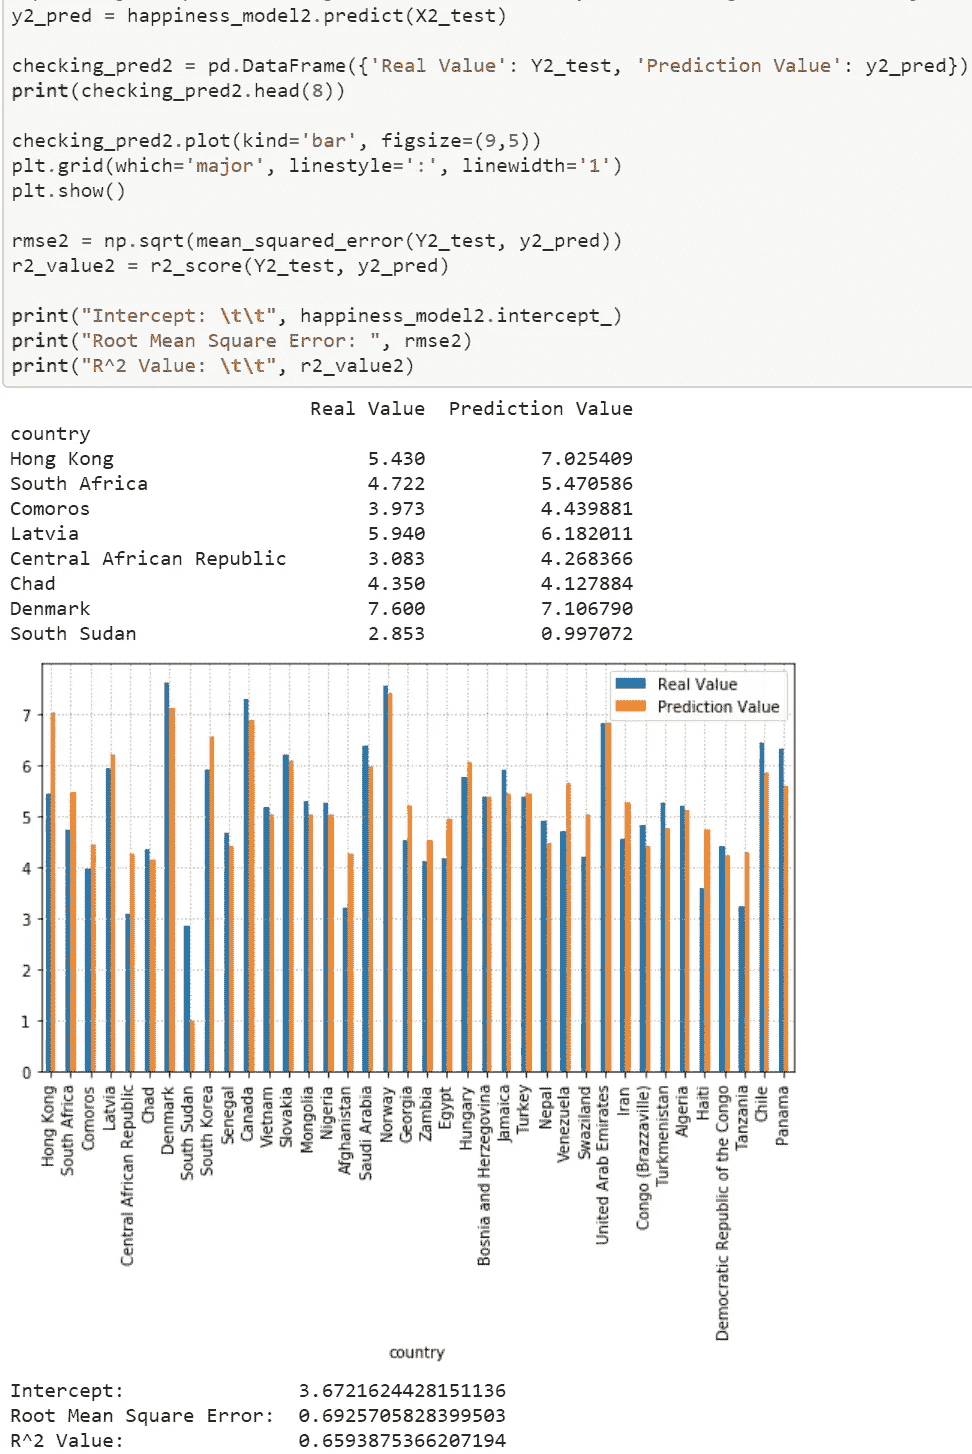 y2_pred = happiness_model2.predict(X2_test)
checking_pred2 = pd.DataFrame({'Real Value': Y2_test, 'Prediction Value': y2_pred})
print(checking_pred2.head(8))
checking_pred2.plot(kind='bar', figsize=(9,5))
plt.grid(which='major', linestyle=':', linewidth='1')
plt.show()
rmse2 = np.sqrt(mean_squared_error(Y2_test, y2_pred))
r2_value2 = r2_score(Y2_test, y2_pred)
print("Intercept: \t\t", happiness_model2.intercept_)
print("Root Mean Square Error: ", rmse2)
print("R^2 Value: \t\t", r2_value2)
Real Value Prediction Value
country
Hong Kong 5.430 7.025409
South Africa 4.722 5.470586
Comoros 3.973 4.439881
Latvia 5.940 6.182011
Central African Republic 3.083 4.268366
Chad 4.350 4.127884
Denmark 7.600 7.106790
South Sudan 2.853 0.997072
Real Value
Prediction Value
7
6
5
4
3
2
1
0
Hong Kong
South Africa
Comoros
Latvia
Central African Republic
Chad
Denmark
South Sudan
South Korea
Senegal
Canada
Vietnam
Slovakia
Mongolia
Nigeria
Afghanistan
Saudi Arabia
Norway
Georgia
Zambia
Egypt
Hungary
Bosnia and Herzegovina
Jamaica
Turkey
Nepal
Venezuela
Swaziland
United Arab Emirates
Iran
Congo (Brazzaville)
Turkmenistan
Algeria
Haiti
Democratic Republic of the Congo
Tanzania
Chile
Panama
country
Intercept: 3.6721624428151136
Root Mean Square Error: 0.6925705828399503
R^2 Value: 0.6593875366207194